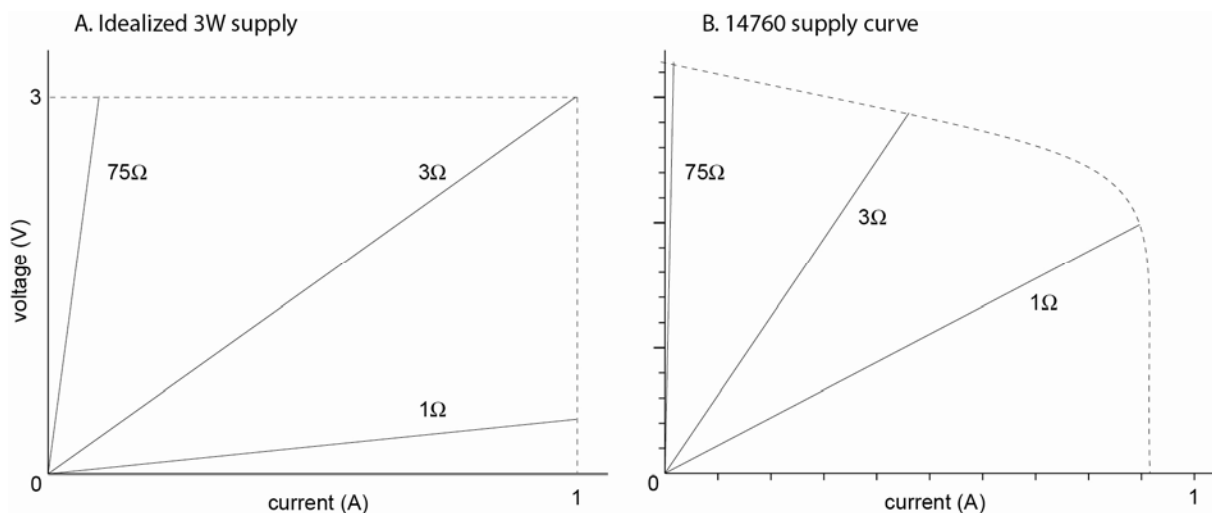 A. Idealized 3W supply
3
75Ω
3Ω
1Ω
voltage (V)
0
current (A)
1
B. 14760 supply curve
75Ω
3Ω
1Ω
0
current (A)
1